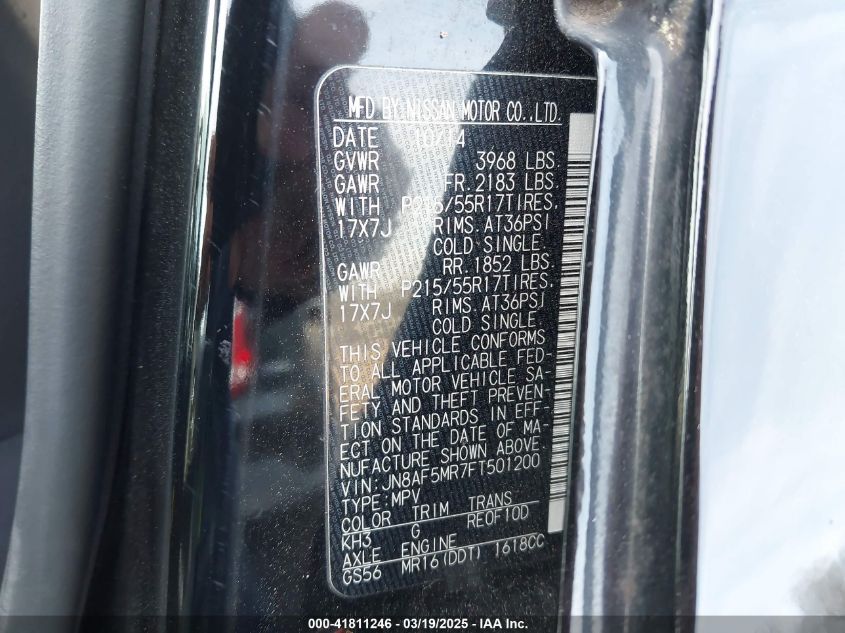 MFD BY NISSAN MOTOR CO.,LTD.
DATE 10/14
GVWR 3968 LBS.
GAWR FR. 2183 LBS.
WITH P215/55R17TIRES.
17X7J RIMS. AT36PSI
COLD SINGLE
GAWR RR. 1852 LBS.
WITH P215/55R17TIRES.
17X7J RIMS. AT36PSI
COLD SINGLE
THIS VEHICLE CONFORMS
TO ALL APPLICABLE FED-
ERAL MOTOR VEHICLE SA-
FETY AND THEFT PREVEN-
TION STANDARDS IN EFF-
ECT ON THE DATE OF MA-
NUFACTURE SHOWN ABOVE.
VIN:JN8AF5MR7FT501200
TYPE:MPV
COLOR TRIM TRANS
KH3 G RE0F10D
AXLE ENGINE
GS56 MR16(DDT) 1618CC
000-41811246 - 03/19/2025 - IAA Inc.